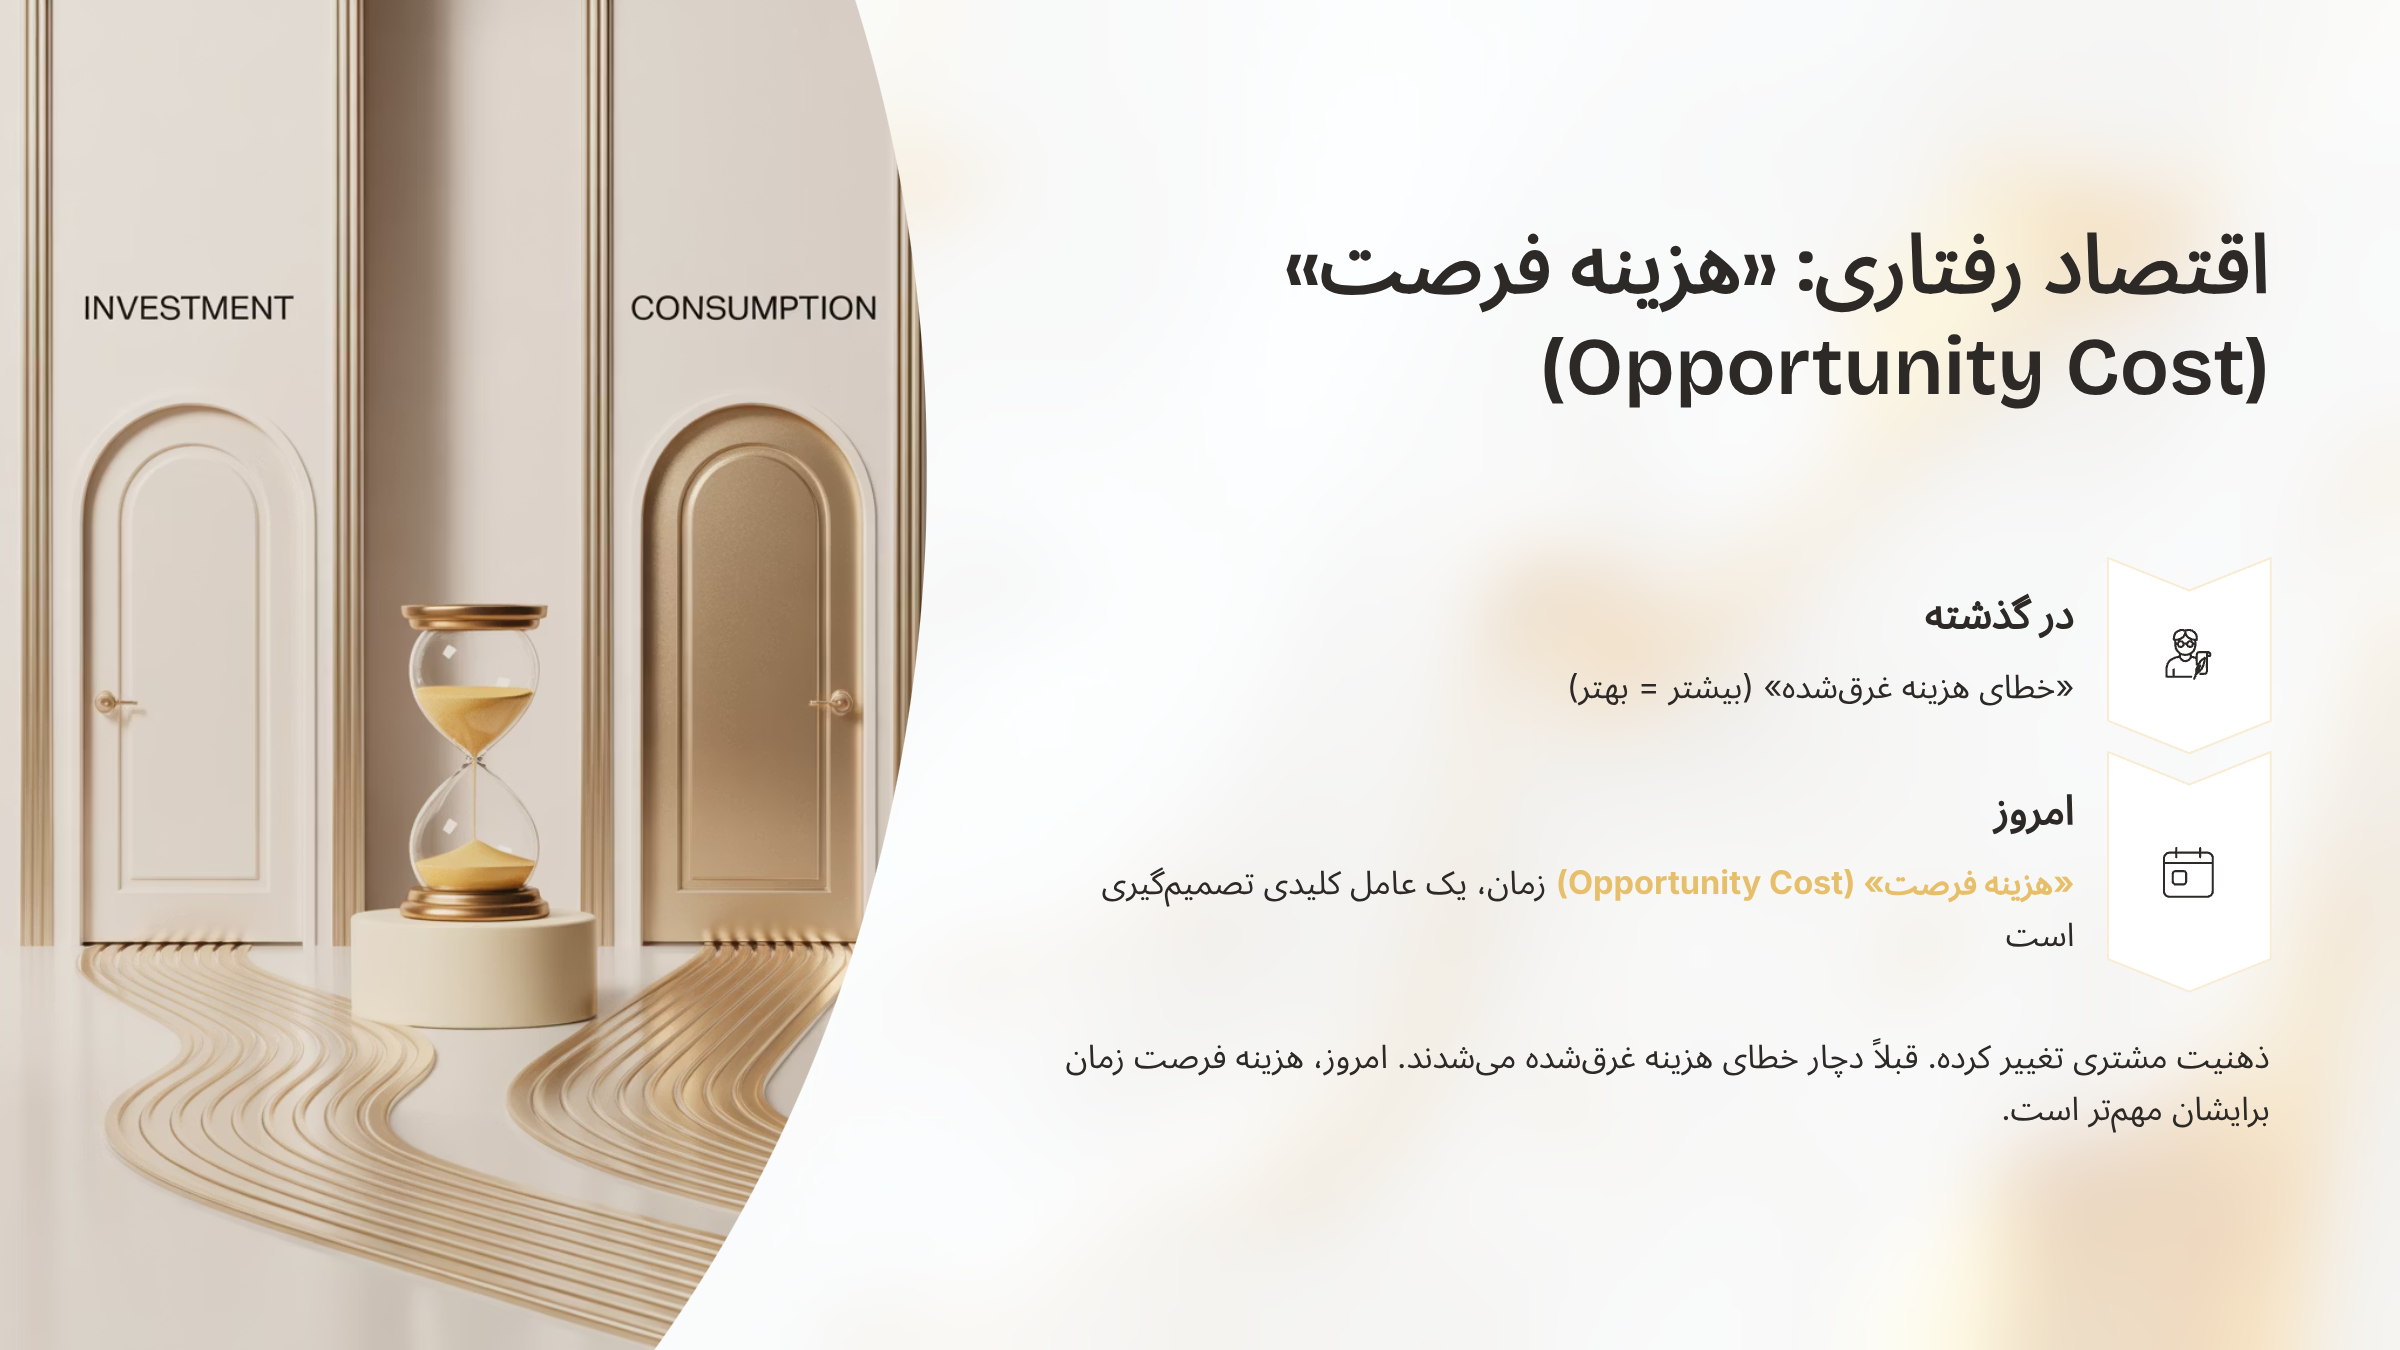 اقتصاد رفتاری: «هزینه فرصت»
(Opportunity Cost)
در گذشته
«خطای هزینه غرق‌شده» (بیشتر = بهتر)
امروز
«هزینه فرصت» (Opportunity Cost) زمان، یک عامل کلیدی تصمیم‌گیری
است
ذهنیت مشتری تغییر کرده. قبلاً دچار خطای هزینه غرق‌شده می‌شدند. امروز، هزینه فرصت زمان
برایشان مهم‌تر است.
INVESTMENT
CONSUMPTION